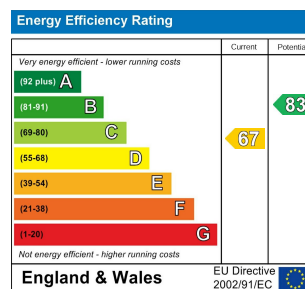 Energy Efficiency Rating
Current Potentia
Very energy efficient - lower running costs
(92 plus) A
(81-91) B
83
(69-80) C
67
(55-68) D
(39-54) E
(21-38) F
(1-20) G
Not energy efficient - higher running costs
England & Wales
EU Directive
2002/91/EC